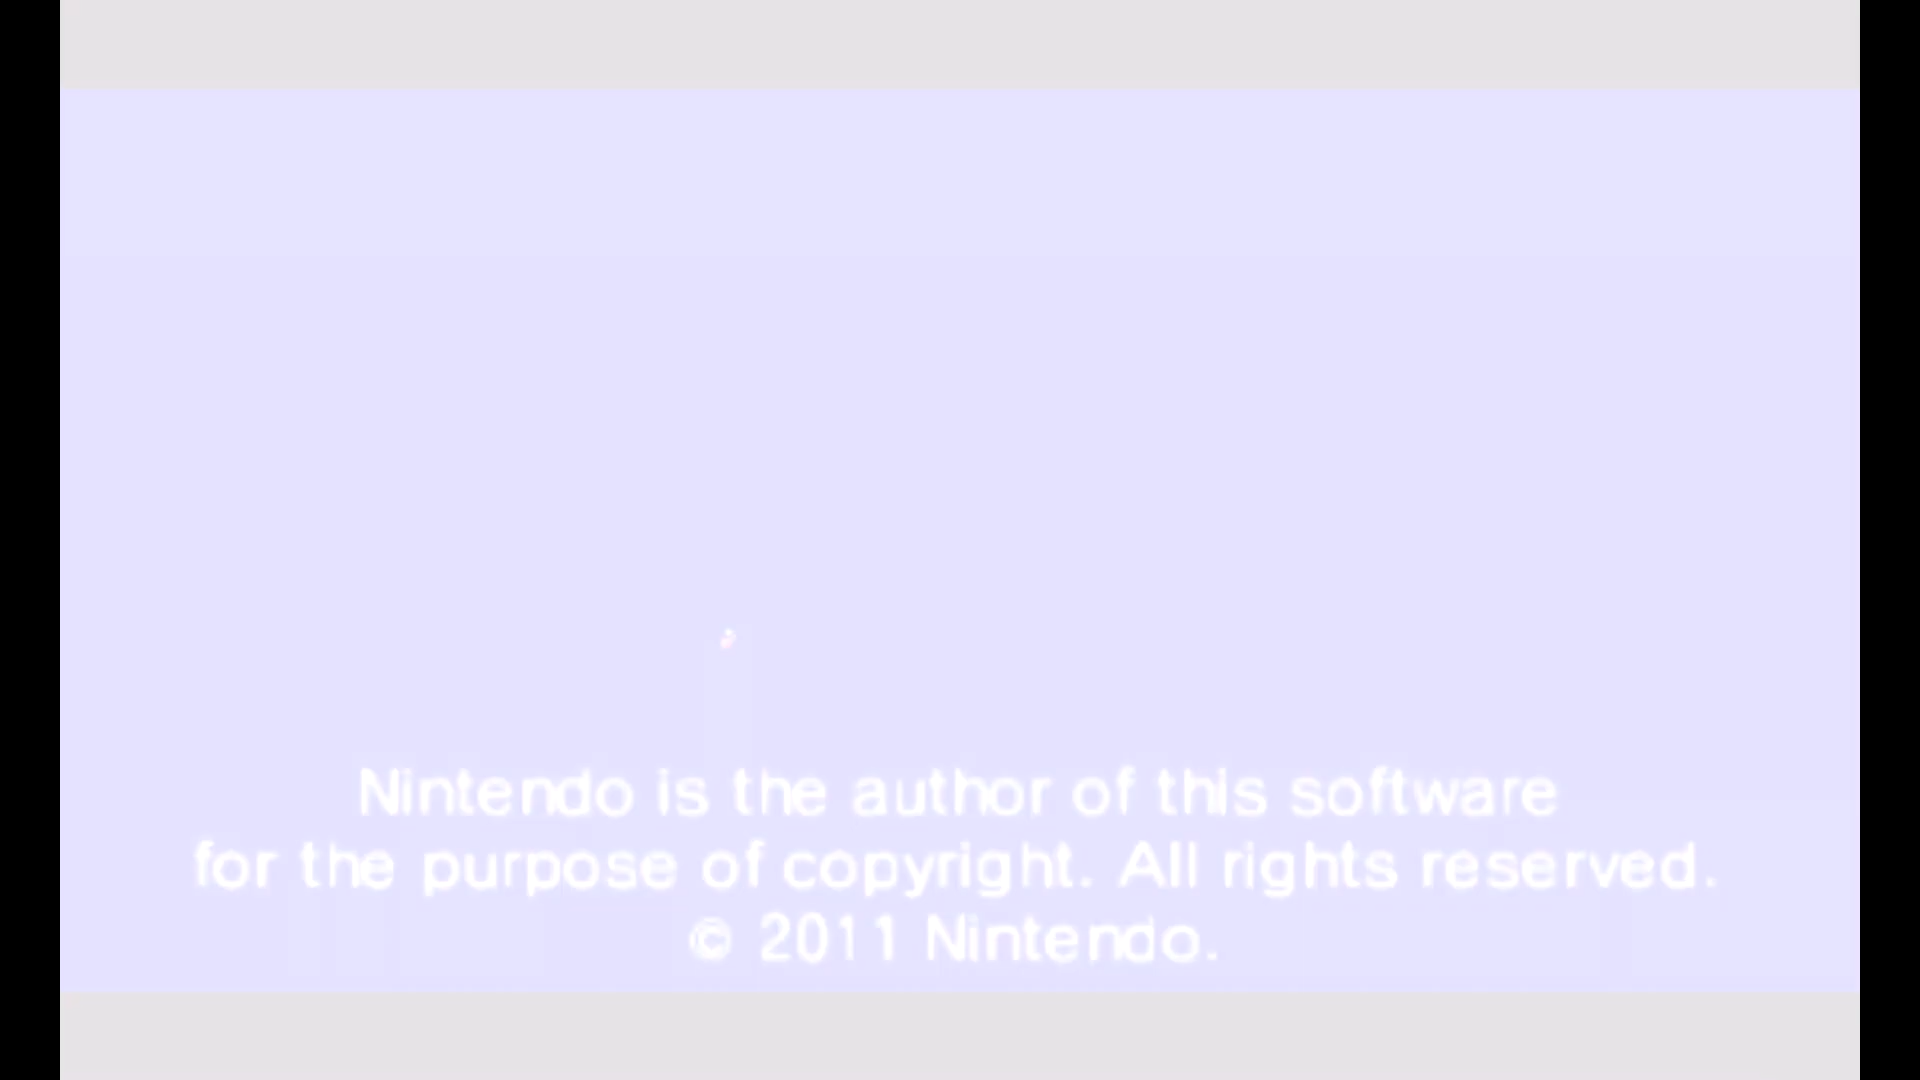 Nintendo is the author of this software
for the purpose of copyright. All rights reserved.
© 2011 Nintendo.